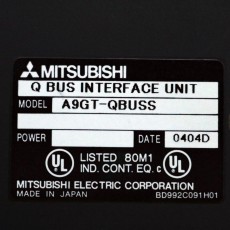 MITSUBISHI
Q BUS INTERFACE UNIT
MODEL A9GT-QBUSS
POWER DATE 0404D
UL LISTED 80M1 UL
IND. CONT. EQ. c
MITSUBISHI ELECTRIC CORPORATION
MADE IN JAPAN BD992C091H01